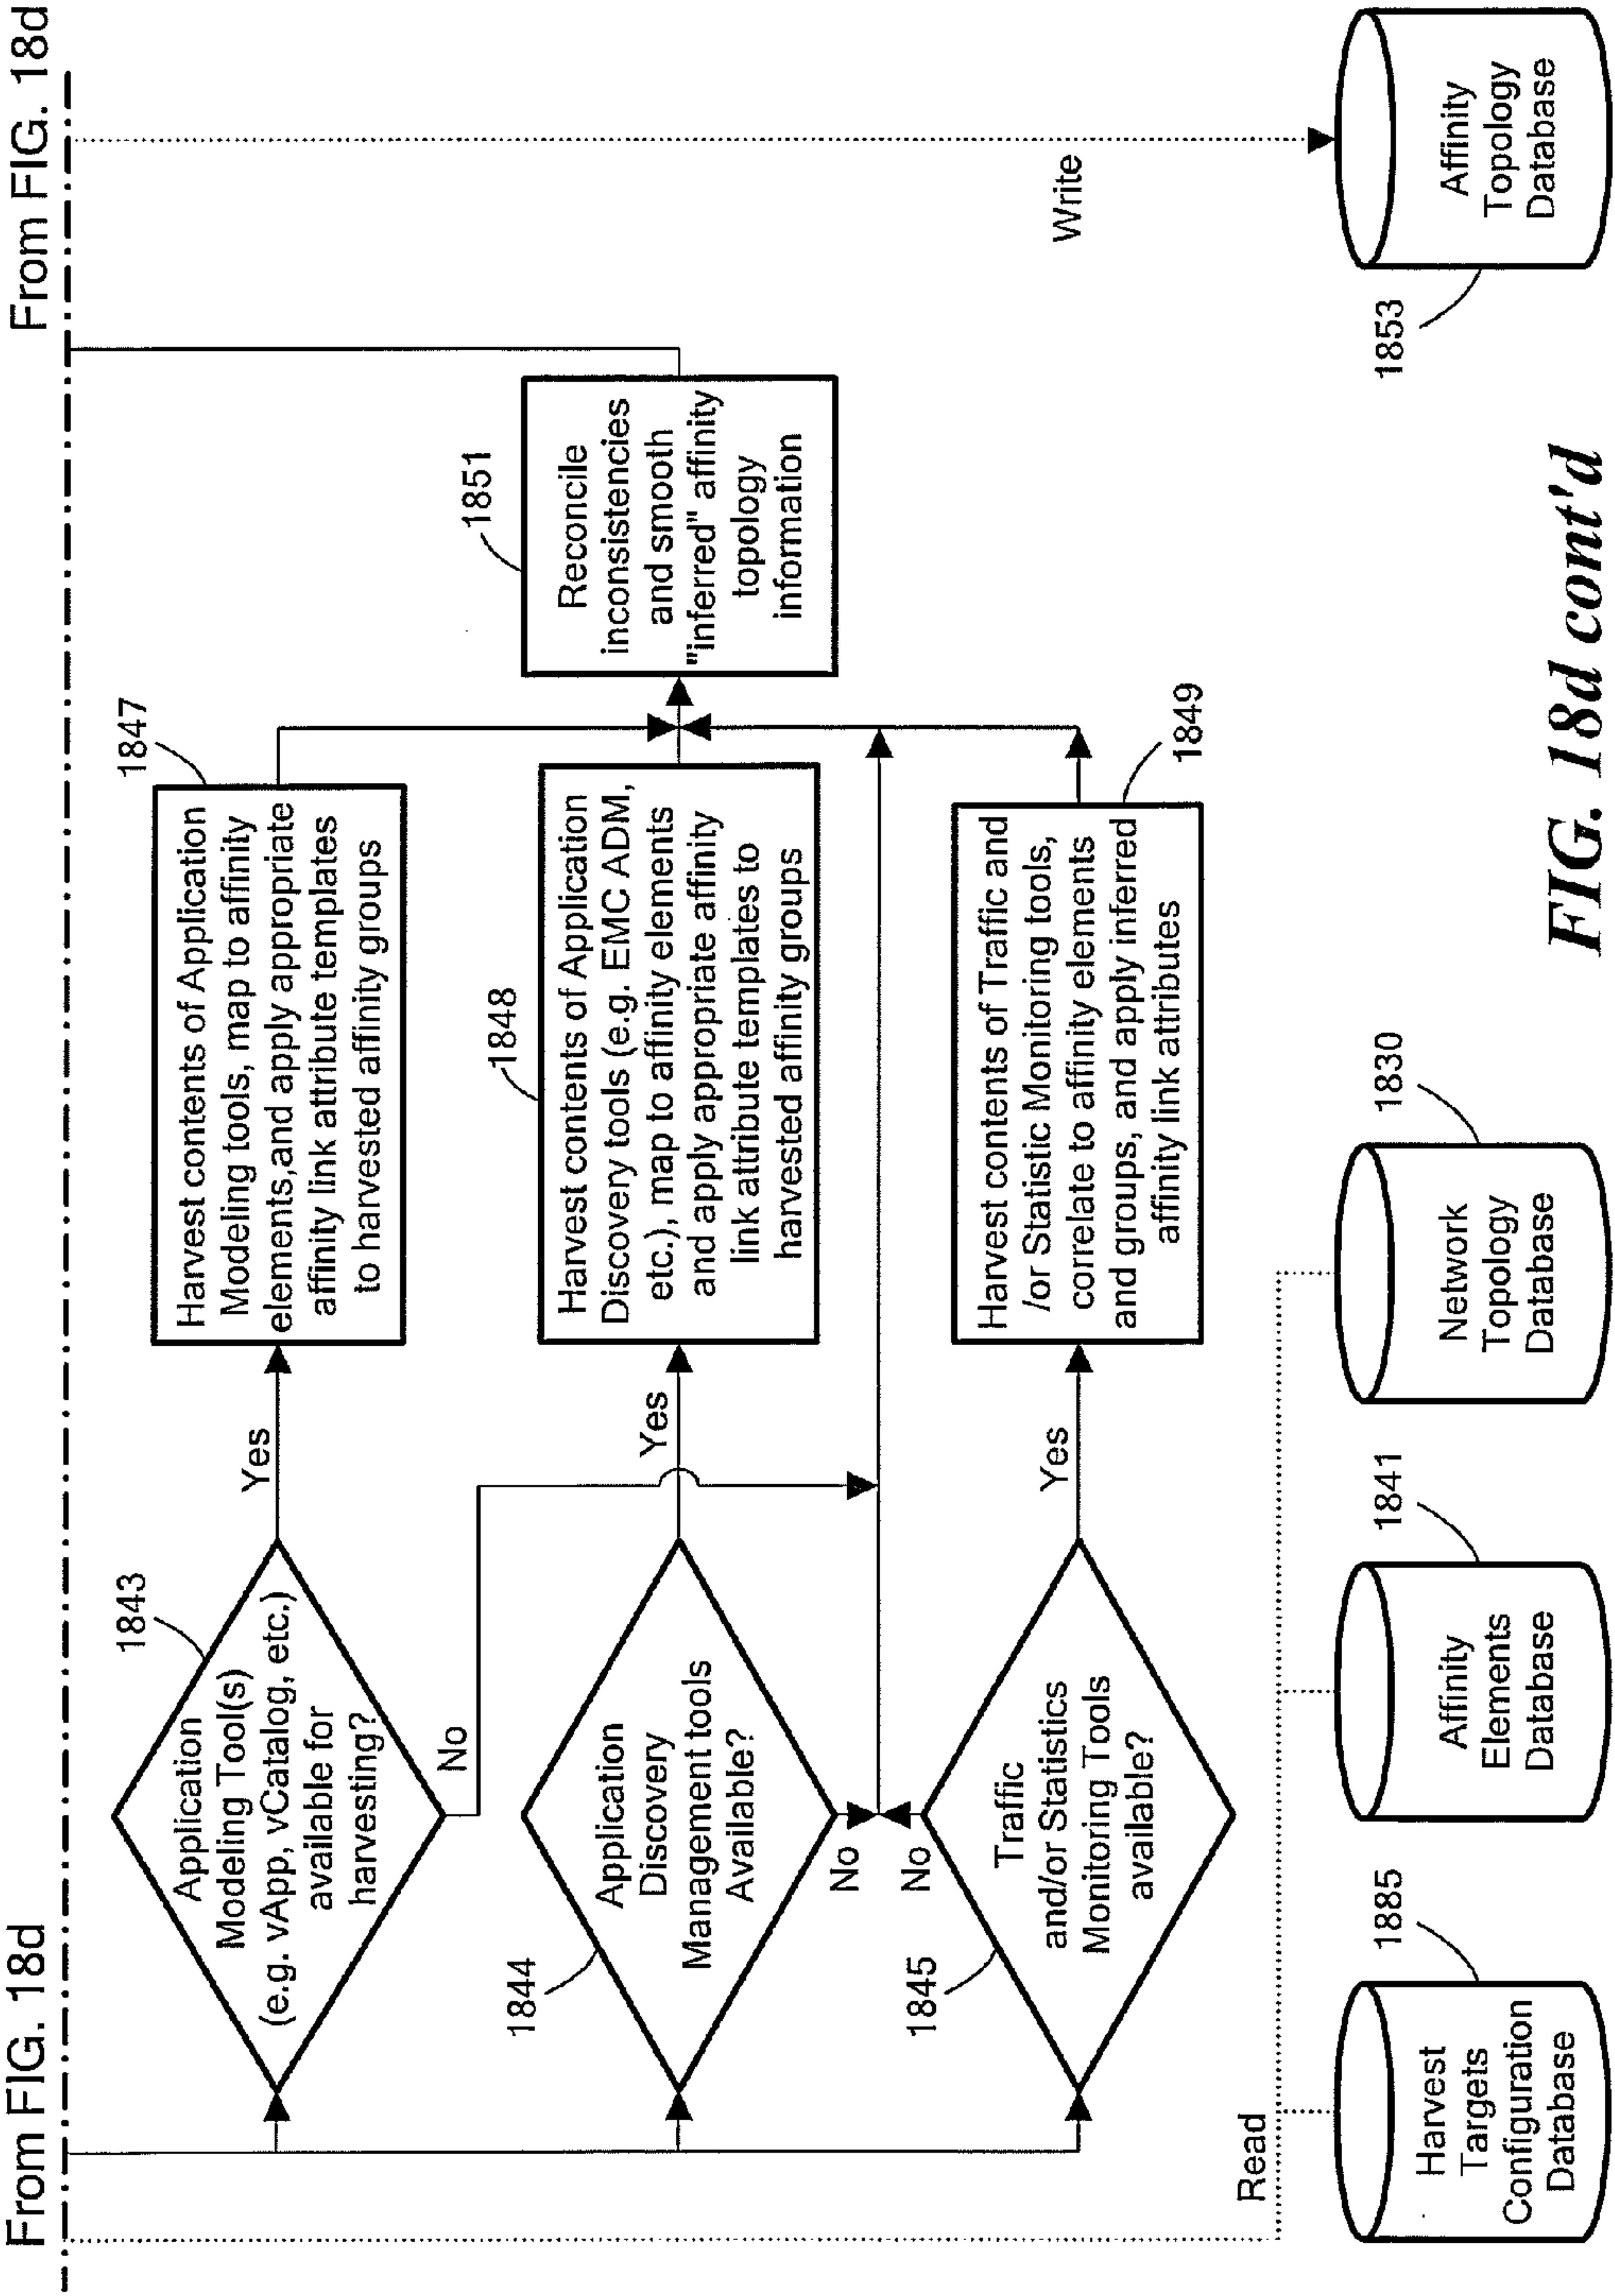 From FIG. 18d
From FIG. 18d
1843
Application
Modeling Tool(s)
(e.g. vApp, vCatalog, etc.)
available for
harvesting?
Yes
No
1847
Harvest contents of Application
Modeling tools, map to affinity
elements,and apply appropriate
affinity link attribute templates
to harvested affinity groups
1844
Application
Discovery
Management tools
Available?
Yes
No
1848
Harvest contents of Application
Discovery tools (e.g. EMC ADM,
etc.), map to affinity elements
and apply appropriate affinity
link attribute templates to
harvested affinity groups
1851
Reconcile
inconsistencies
and smooth
"inferred" affinity
topology
information
1845
Traffic
and/or Statistics
Monitoring Tools
available?
No
Yes
1849
Harvest contents of Traffic and
/or Statistic Monitoring tools,
correlate to affinity elements
and groups, and apply inferred
affinity link attributes
Read
Write
1885
Harvest
Targets
Configuration
Database
1841
Affinity
Elements
Database
1830
Network
Topology
Database
1853
Affinity
Topology
Database
FIG. 18d cont'd